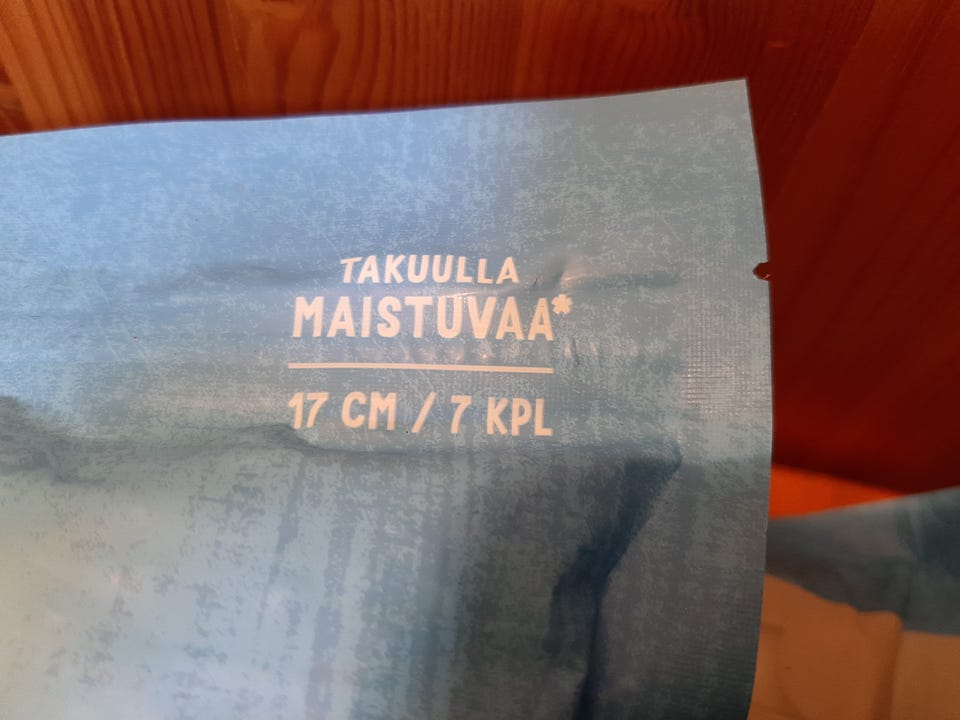 TAKUULLA
MAISTUVAA*
17 CM / 7 KPL